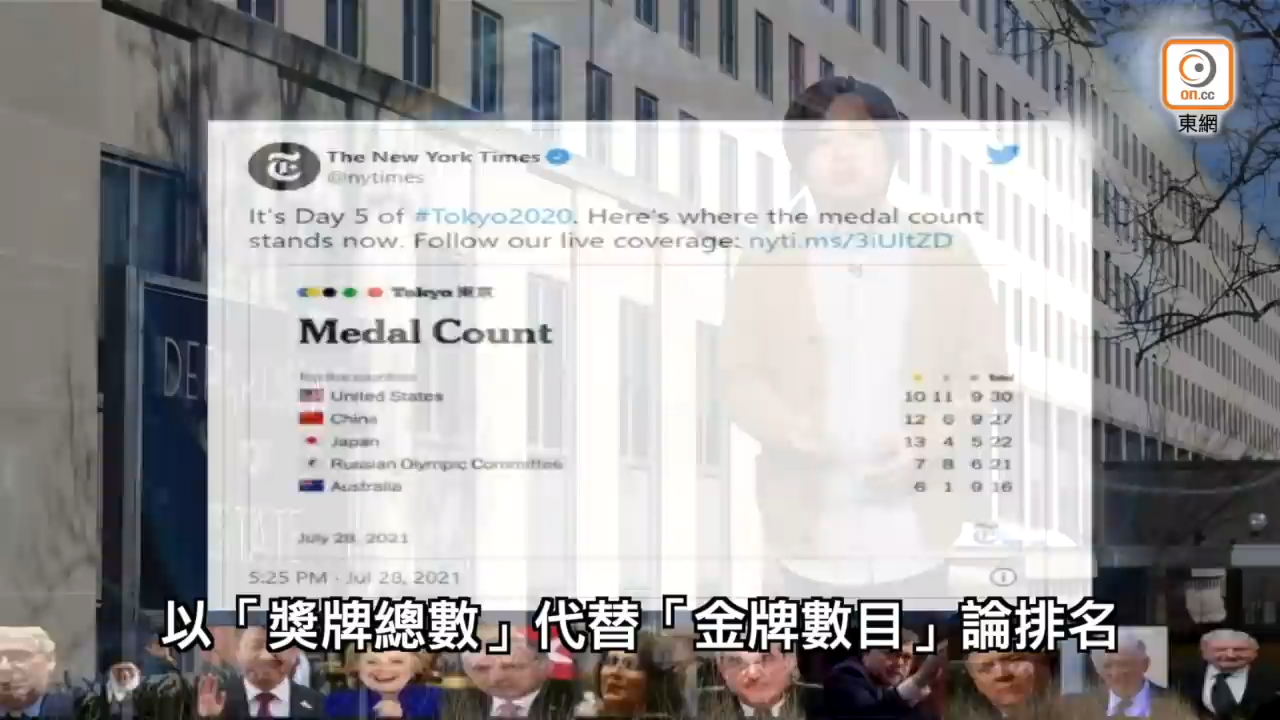 on.cc
東網
The New York Times
@nytimes
It's Day 5 of #Tokyo2020. Here's where the medal count
stands now. Follow our live coverage: nyti.ms/3iUltZD
Tokyo 東京
Medal Count
Total
United States 10 11 9 30
China 12 6 9 27
Japan 13 4 5 22
Russian Olympic Committee 7 8 6 21
Australia 6 1 9 16
July 28, 2021
5:25 PM · Jul 28, 2021
以「獎牌總數」代替「金牌數目」論排名